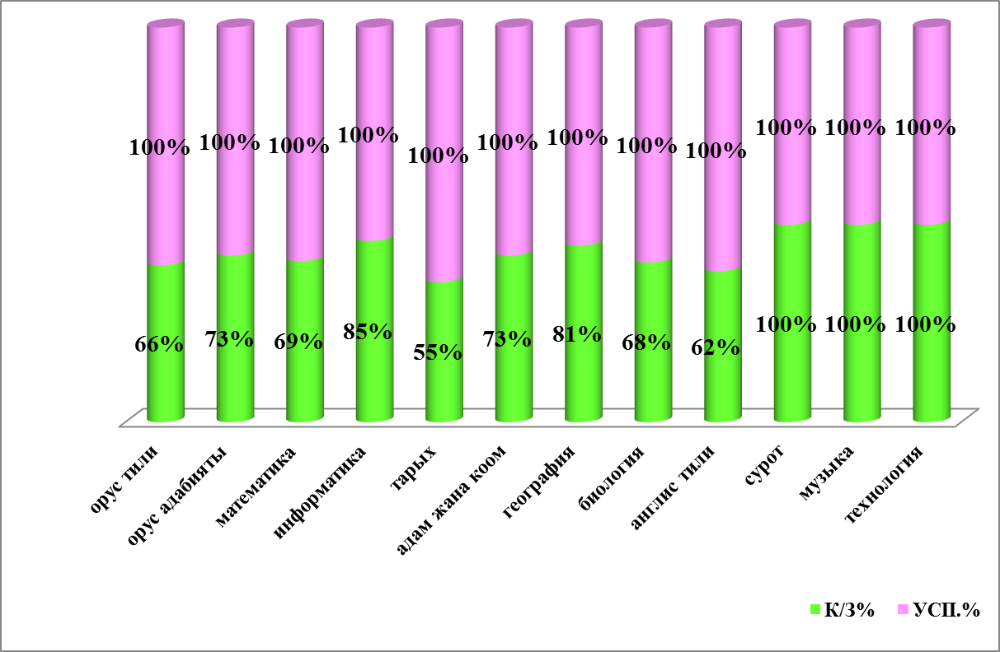 100% 100% 100% 100% 100% 100% 100% 100% 100% 100% 100% 100%
66% 73% 69% 85% 55% 73% 81% 68% 62% 100% 100% 100%
орус тили
орус адабияты
математика
информатика
тарых
адам жана коом
география
биология
англис тили
сурот
музыка
технология
К/З% УСП.%